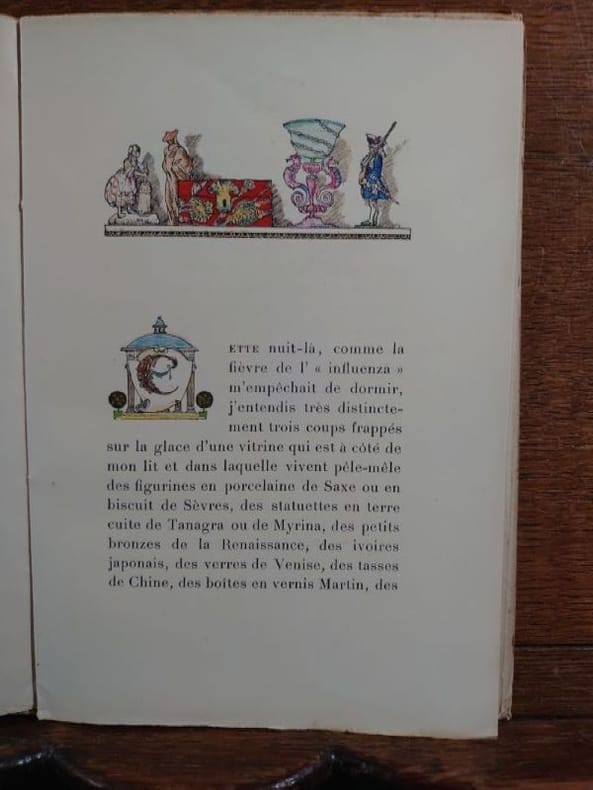 CETTE nuit-là, comme la
fièvre de l' « influenza »
m'empêchait de dormir,
j'entendis très distincte-
ment trois coups frappés
sur la glace d'une vitrine qui est à côté de
mon lit et dans laquelle vivent pêle-mêle
des figurines en porcelaine de Saxe ou en
biscuit de Sèvres, des statuettes en terre
cuite de Tanagra ou de Myrina, des petits
bronzes de la Renaissance, des ivoires
japonais, des verres de Venise, des tasses
de Chine, des boîtes en vernis Martin, des